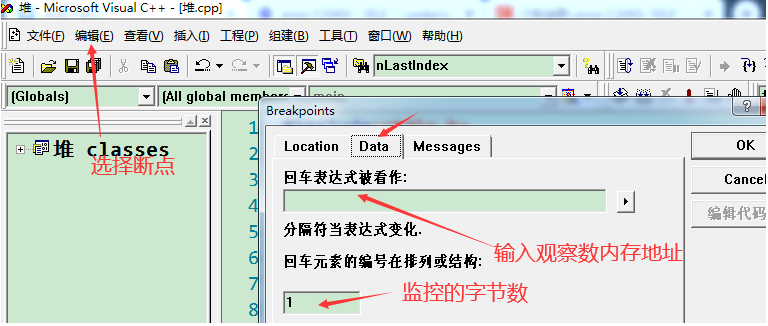 堆 - Microsoft Visual C++ - [堆.cpp]
文件(F) 编辑(E) 查看(V) 插入(I) 工程(P) 组建(B) 工具(T) 窗口(W) 帮助(H)
nLastIndex
(Globals) (All global members main
Breakpoints
堆 classes
选择断点
1
2
3
4
5
6
7
8
Location Data Messages
OK
Cancel
编辑代码
回车表达式被看作:
分隔符当表达式变化.
输入观察数内存地址
回车元素的编号在排列或结构:
1
监控的字节数